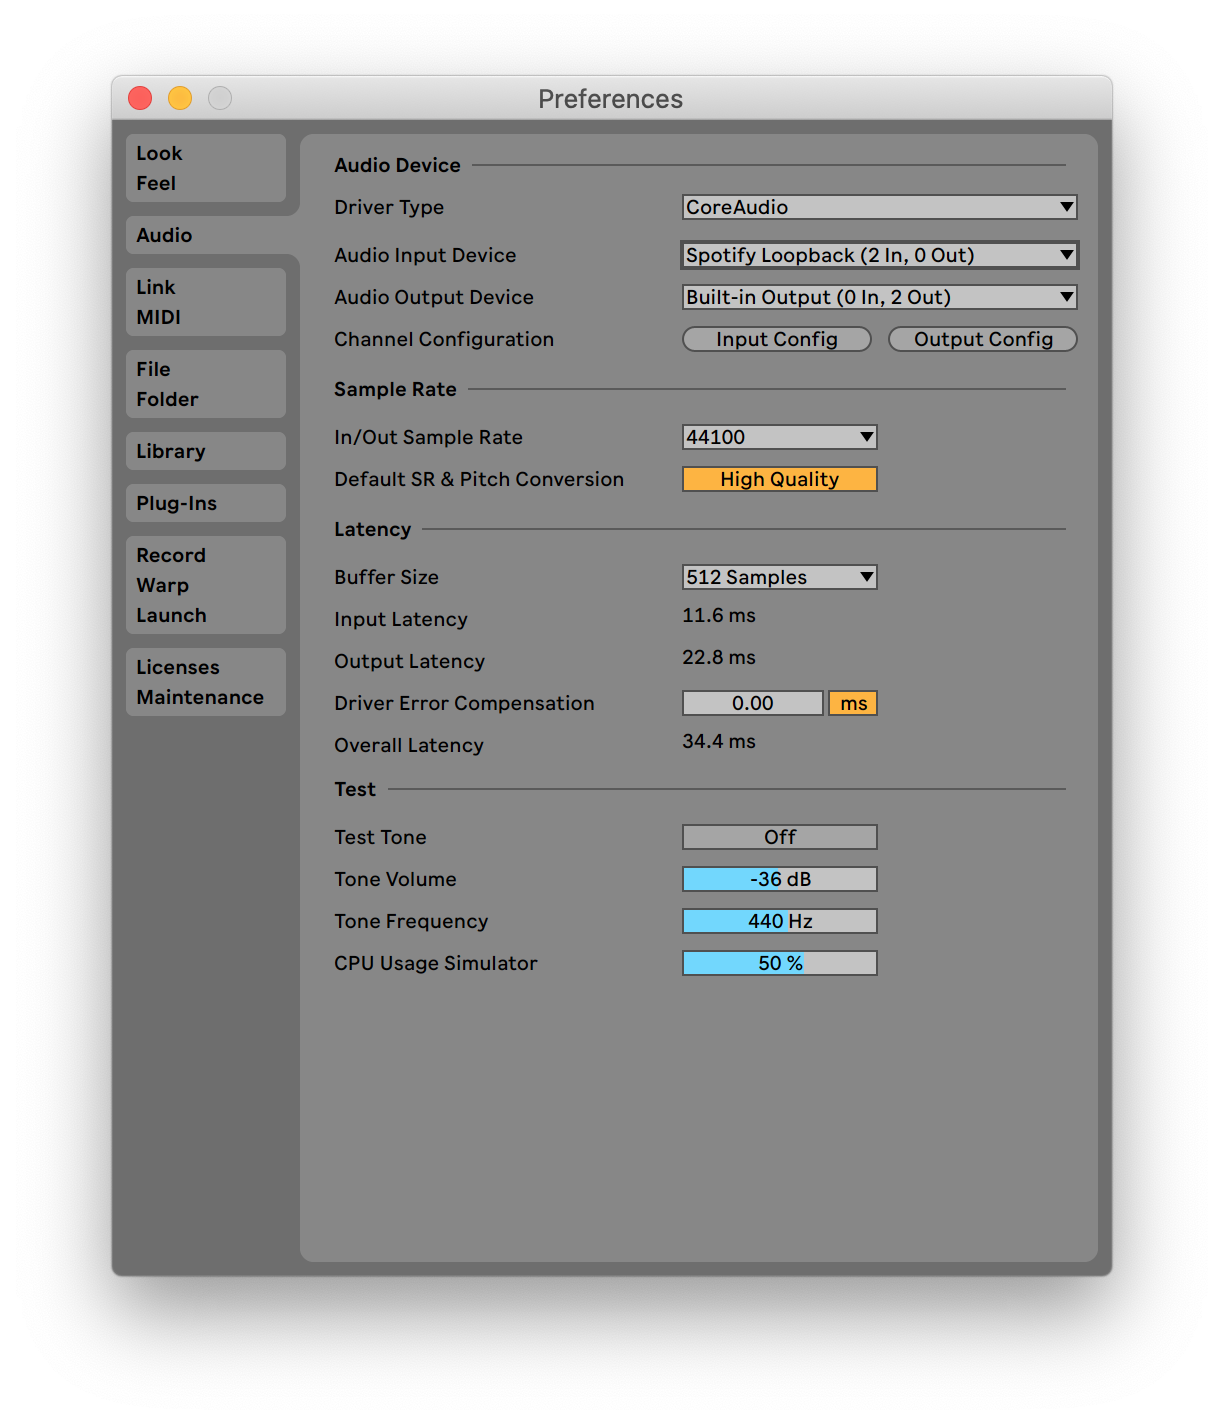 Preferences
Look
Feel
Audio
Link
MIDI
File
Folder
Library
Plug-Ins
Record
Warp
Launch
Licenses
Maintenance
Audio Device
Driver Type CoreAudio
Audio Input Device Spotify Loopback (2 In, 0 Out)
Audio Output Device Built-in Output (0 In, 2 Out)
Channel Configuration Input Config Output Config
Sample Rate
In/Out Sample Rate 44100
Default SR & Pitch Conversion High Quality
Latency
Buffer Size 512 Samples
Input Latency 11.6 ms
Output Latency 22.8 ms
Driver Error Compensation 0.00 ms
Overall Latency 34.4 ms
Test
Test Tone Off
Tone Volume -36 dB
Tone Frequency 440 Hz
CPU Usage Simulator 50 %